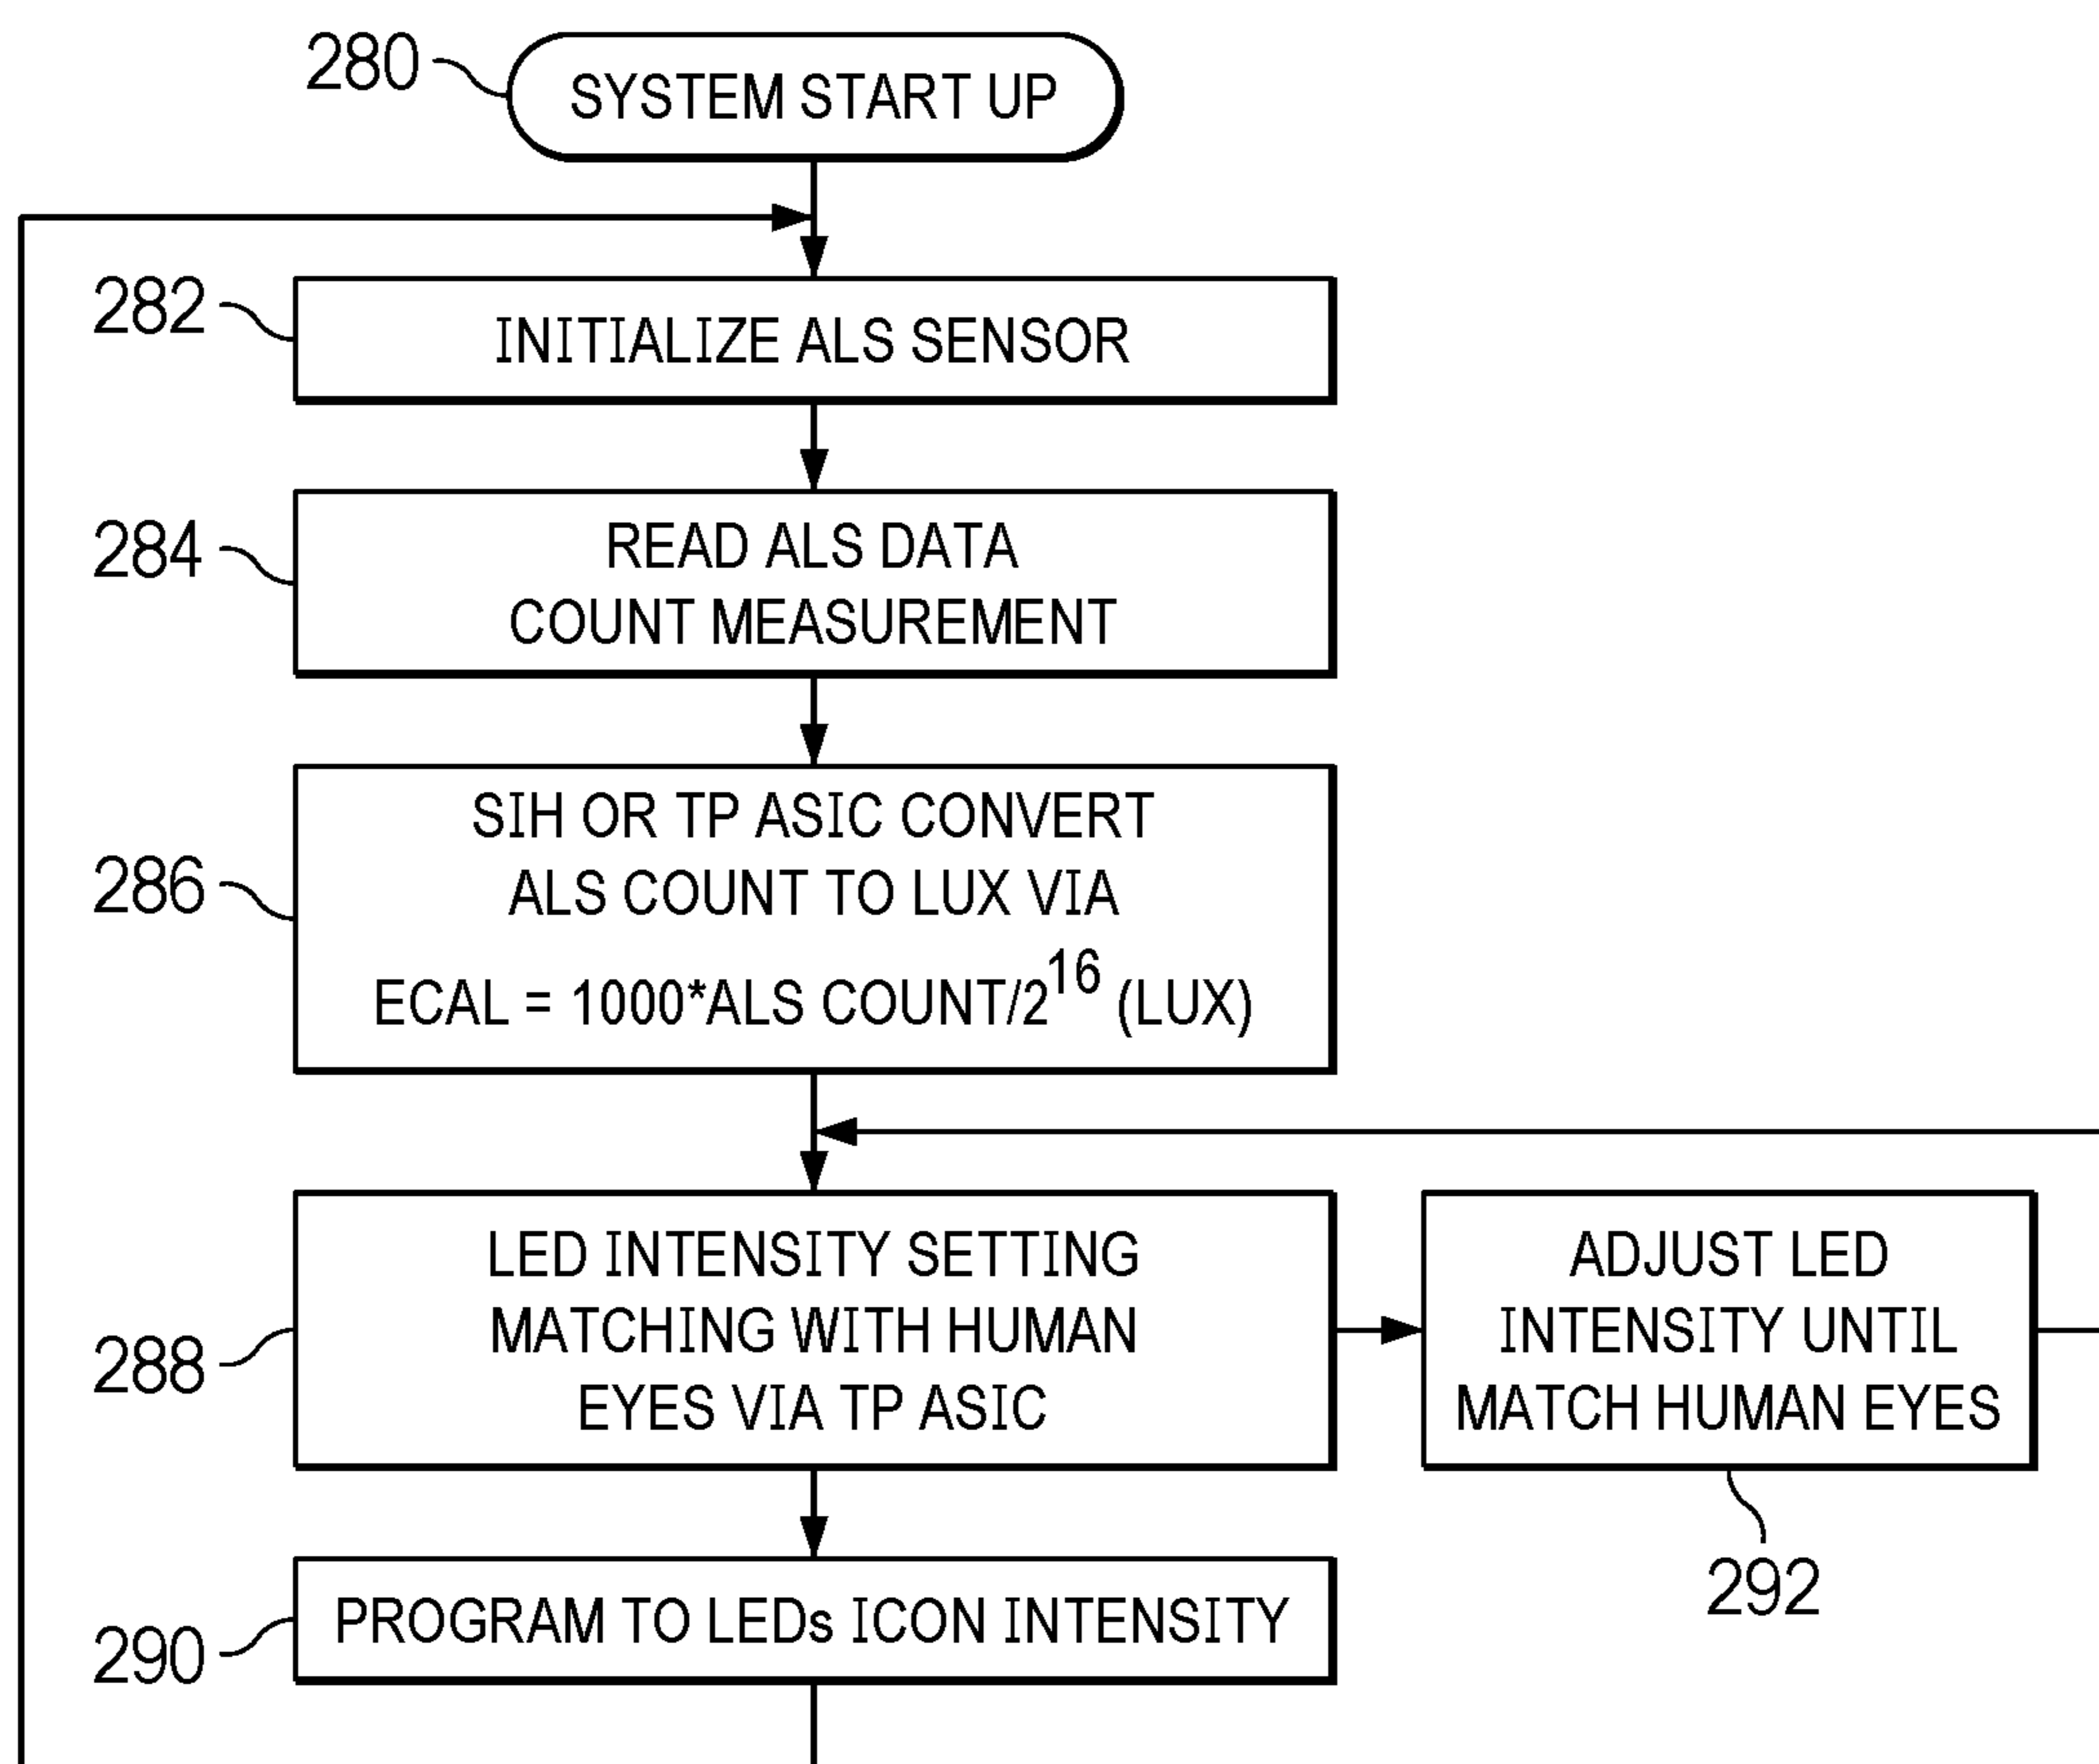 280
SYSTEM START UP
282
INITIALIZE ALS SENSOR
284
READ ALS DATA
COUNT MEASUREMENT
286
SIH OR TP ASIC CONVERT
ALS COUNT TO LUX VIA
ECAL = 1000*ALS COUNT/2^16 (LUX)
288
LED INTENSITY SETTING
MATCHING WITH HUMAN
EYES VIA TP ASIC
ADJUST LED
INTENSITY UNTIL
MATCH HUMAN EYES
292
290
PROGRAM TO LEDs ICON INTENSITY